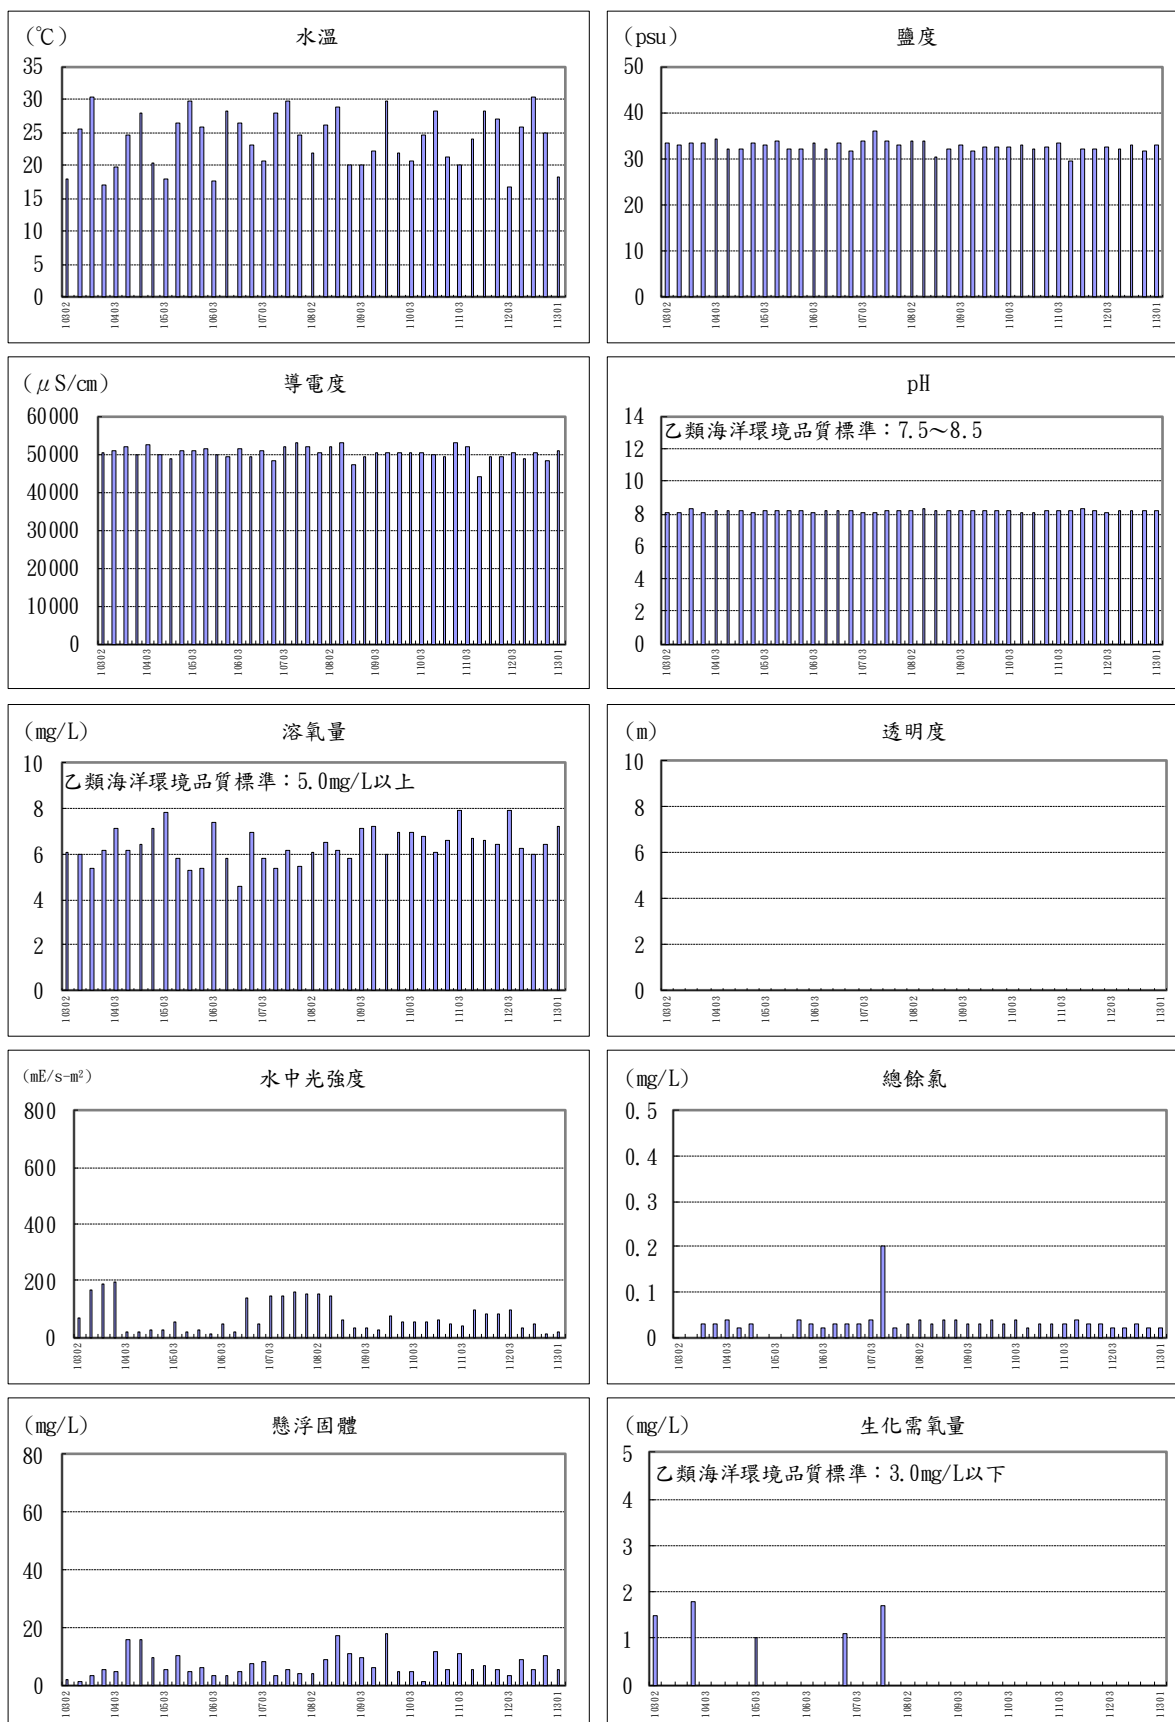 (℃) 水溫
35
30
25
20
15
10
5
0
10302 10403 10503 10603 10703 10802 10903 11003 11103 11203 11301
(psu) 鹽度
50
40
30
20
10
0
10302 10403 10503 10603 10703 10802 10903 11003 11103 11203 11301
(μS/cm) 導電度
60000
50000
40000
30000
20000
10000
0
10302 10403 10503 10603 10703 10802 10903 11003 11103 11203 11301
pH
乙類海洋環境品質標準：7.5～8.5
14
12
10
8
6
4
2
0
10302 10403 10503 10603 10703 10802 10903 11003 11103 11203 11301
(mg/L) 溶氧量
乙類海洋環境品質標準：5.0mg/L以上
10
8
6
4
2
0
10302 10403 10503 10603 10703 10802 10903 11003 11103 11203 11301
(m) 透明度
10
8
6
4
2
0
10302 10403 10503 10603 10703 10802 10903 11003 11103 11203 11301
(mE/s-m²) 水中光強度
800
600
400
200
0
10302 10403 10503 10603 10703 10802 10903 11003 11103 11203 11301
(mg/L) 總餘氯
0.5
0.4
0.3
0.2
0.1
0
10302 10403 10503 10603 10703 10802 10903 11003 11103 11203 11301
(mg/L) 懸浮固體
80
60
40
20
0
10302 10403 10503 10603 10703 10802 10903 11003 11103 11203 11301
(mg/L) 生化需氧量
乙類海洋環境品質標準：3.0mg/L以下
5
4
3
2
1
0
10302 10403 10503 10603 10703 10802 10903 11003 11103 11203 11301